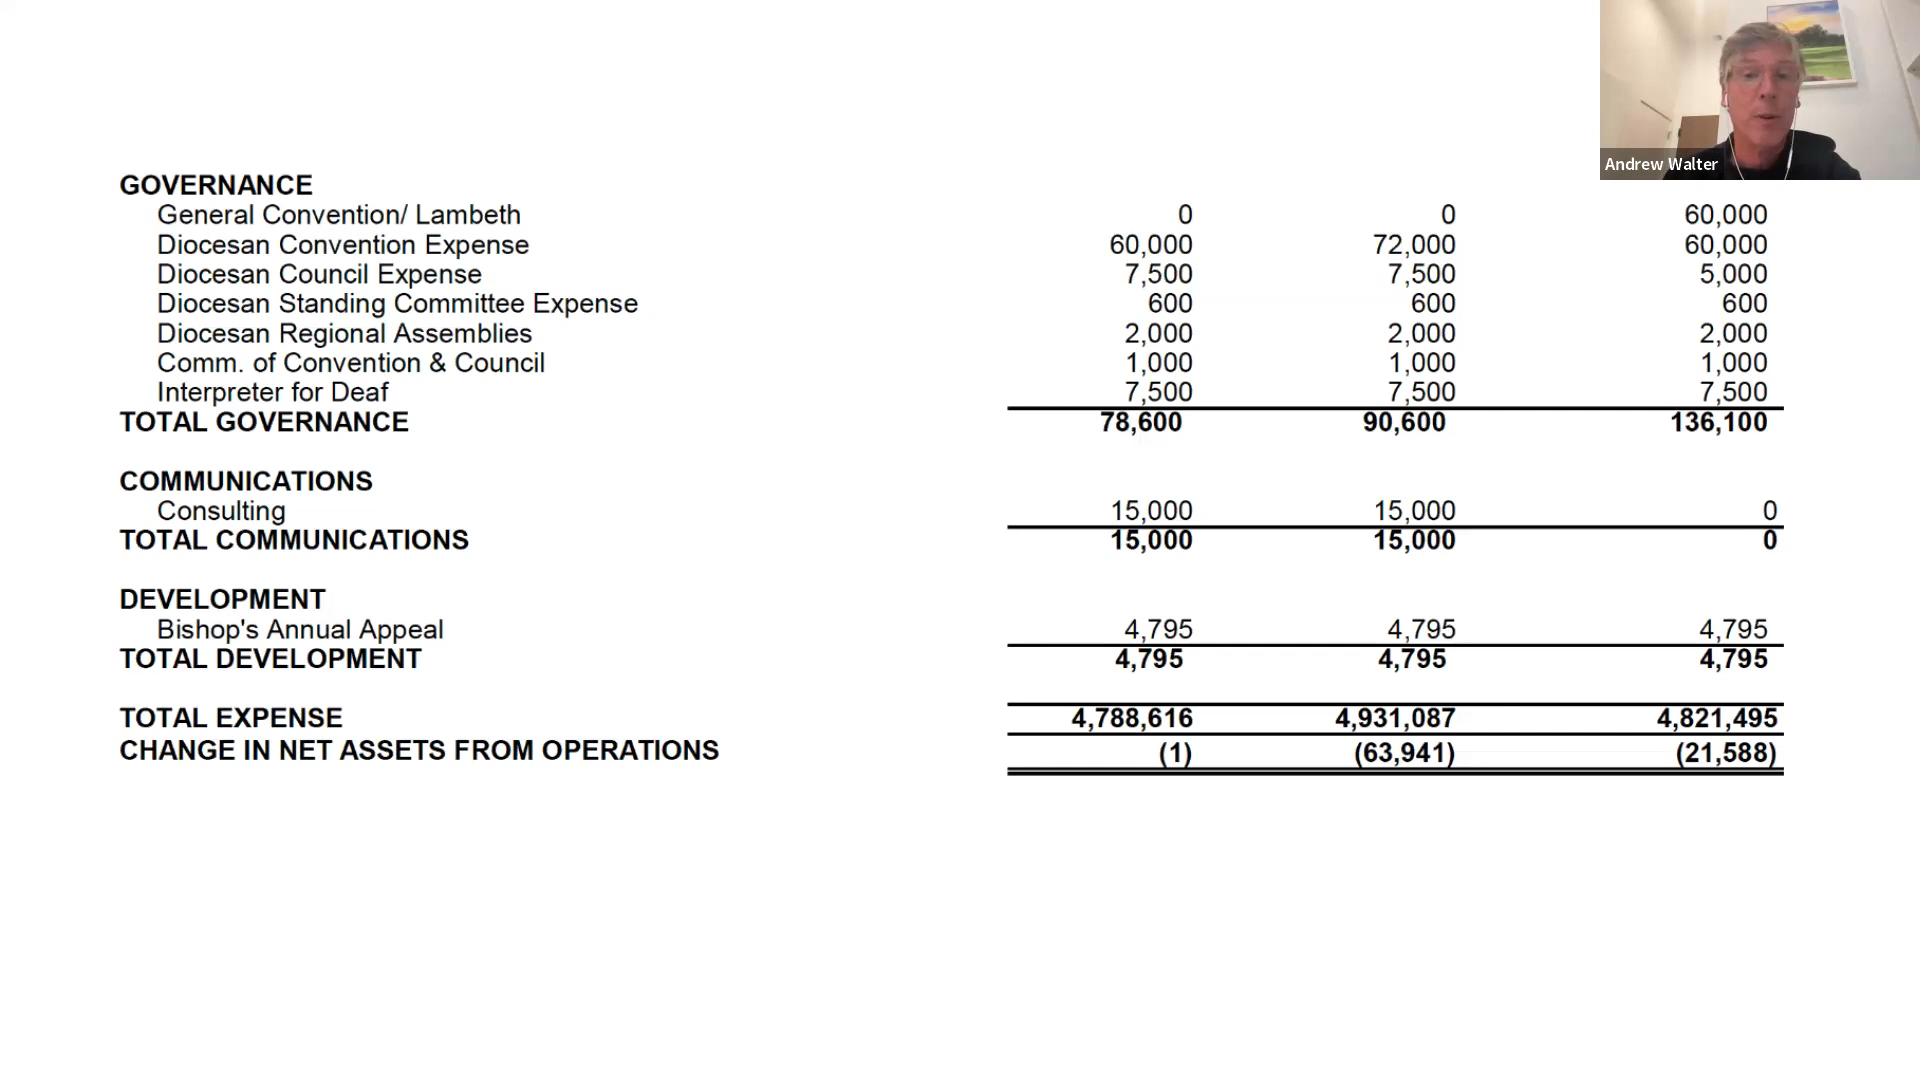 Andrew Walter
GOVERNANCE
General Convention/ Lambeth 0 0 60,000
Diocesan Convention Expense 60,000 72,000 60,000
Diocesan Council Expense 7,500 7,500 5,000
Diocesan Standing Committee Expense 600 600 600
Diocesan Regional Assemblies 2,000 2,000 2,000
Comm. of Convention & Council 1,000 1,000 1,000
Interpreter for Deaf 7,500 7,500 7,500
TOTAL GOVERNANCE 78,600 90,600 136,100
COMMUNICATIONS
Consulting 15,000 15,000 0
TOTAL COMMUNICATIONS 15,000 15,000 0
DEVELOPMENT
Bishop's Annual Appeal 4,795 4,795 4,795
TOTAL DEVELOPMENT 4,795 4,795 4,795
TOTAL EXPENSE 4,788,616 4,931,087 4,821,495
CHANGE IN NET ASSETS FROM OPERATIONS (1) (63,941) (21,588)